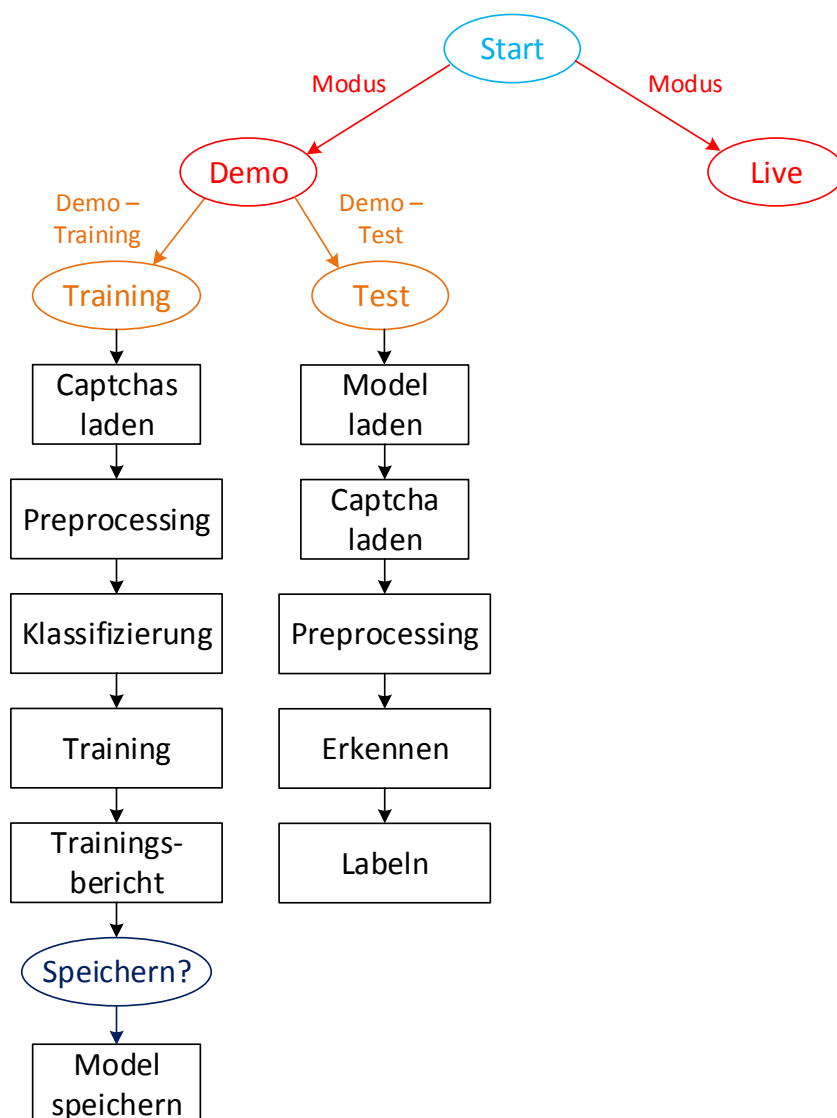 Start
Modus
Modus
Demo
Live
Demo –
Training
Demo –
Test
Training
Test
Captchas
laden
Model
laden
Preprocessing
Captcha
laden
Klassifizierung
Preprocessing
Training
Erkennen
Trainings-
bericht
Labeln
Speichern?
Model
speichern